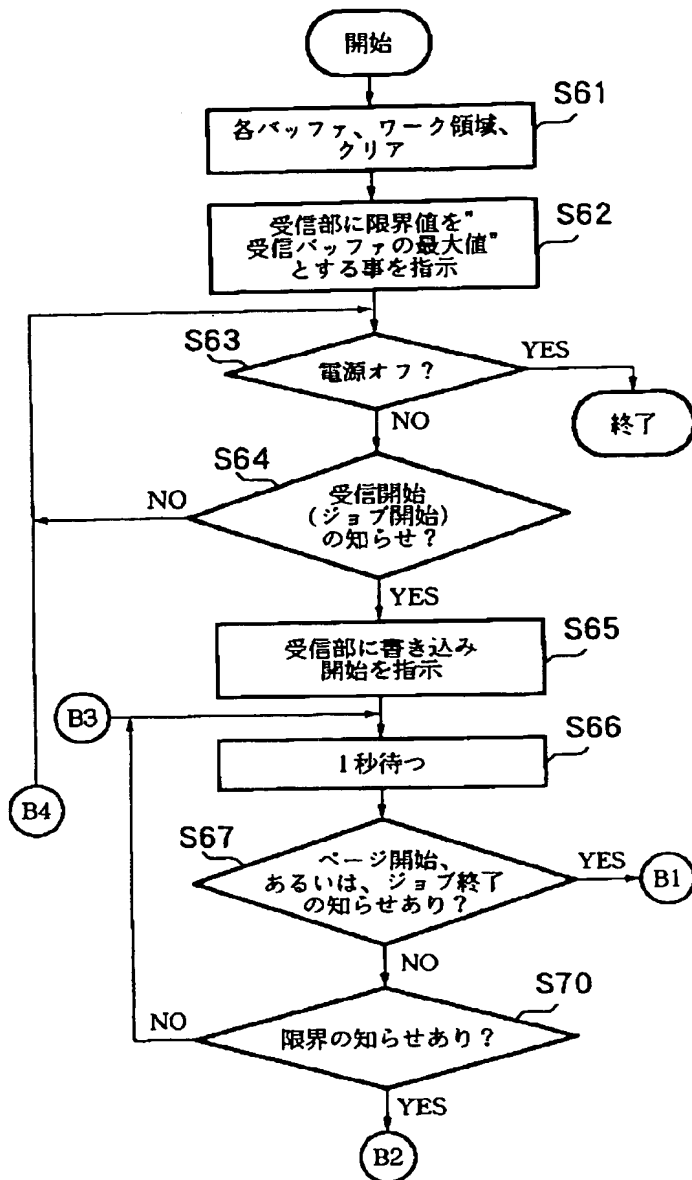 開始
S61
各バッファ、ワーク領域、
クリア
S62
受信部に限界値を"
受信バッファの最大値"
とする事を指示
S63
電源オフ?
YES
終了
NO
S64
受信開始
(ジョブ開始)
の知らせ?
NO
YES
S65
受信部に書き込み
開始を指示
B3
S66
1秒待つ
B4
S67
ページ開始、
あるいは、ジョブ終了
の知らせあり?
YES
B1
NO
S70
限界の知らせあり?
NO
YES
B2